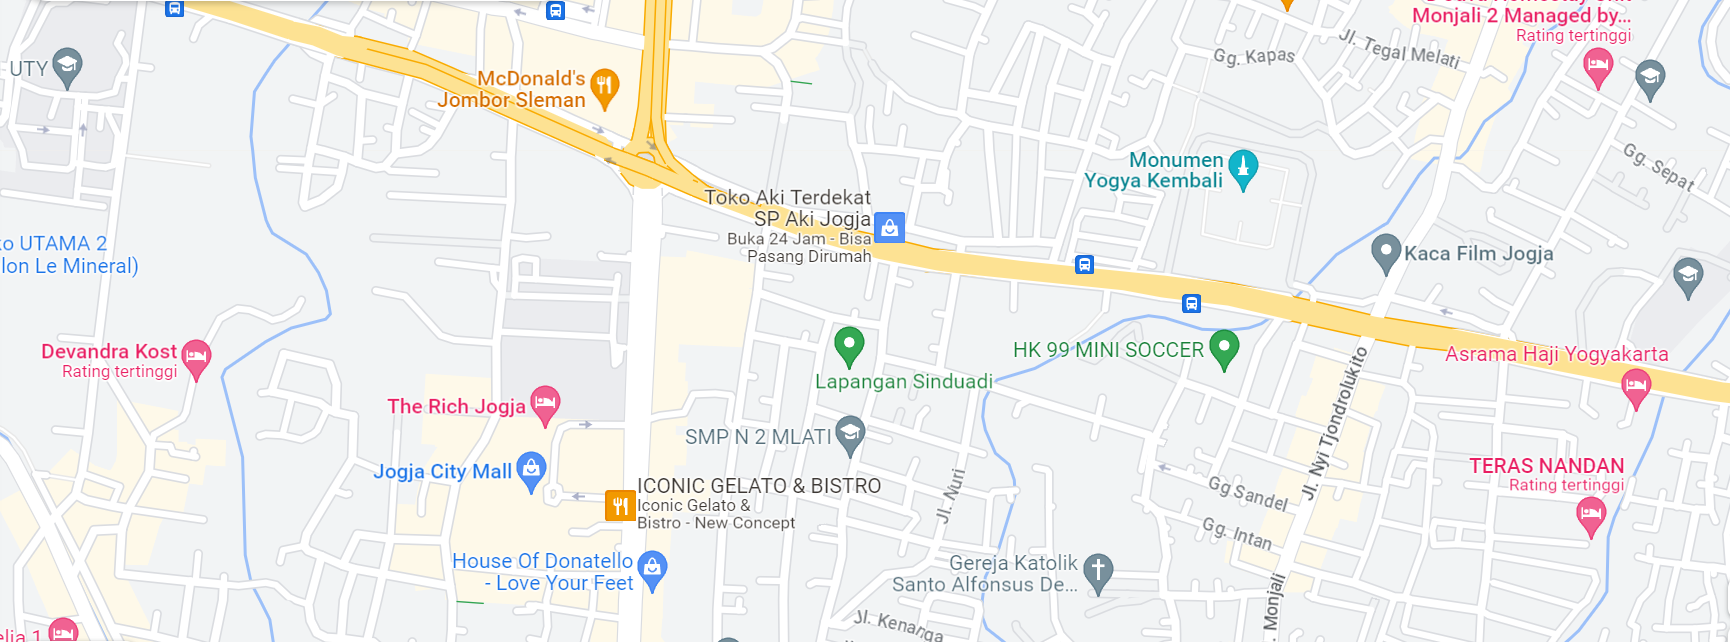 Monjali 2 Managed by...
Rating tertinggi
Jl. Tegal Melati
Gg. Kapas
UTY
McDonald's
Jombor Sleman
Monumen
Yogya Kembali
Gg. Sepat
Toko Aki Terdekat
SP Aki Jogja
Buka 24 Jam - Bisa
Pasang Dirumah
UTAMA 2
lon Le Mineral)
Kaca Film Jogja
Devandra Kost
Rating tertinggi
HK 99 MINI SOCCER
Asrama Haji Yogyakarta
Lapangan Sinduadi
The Rich Jogja
Jl. Nyi Tjondrolukito
SMP N 2 MLATI
Jogja City Mall
TERAS NANDAN
Rating tertinggi
ICONIC GELATO & BISTRO
Iconic Gelato &
Bistro - New Concept
Jl. Nuri
Gg Sandel
Gg. Intan
House Of Donatello
- Love Your Feet
Gereja Katolik
Santo Alfonsus De...
Jl. Kenanga
. Monjali
elia 1